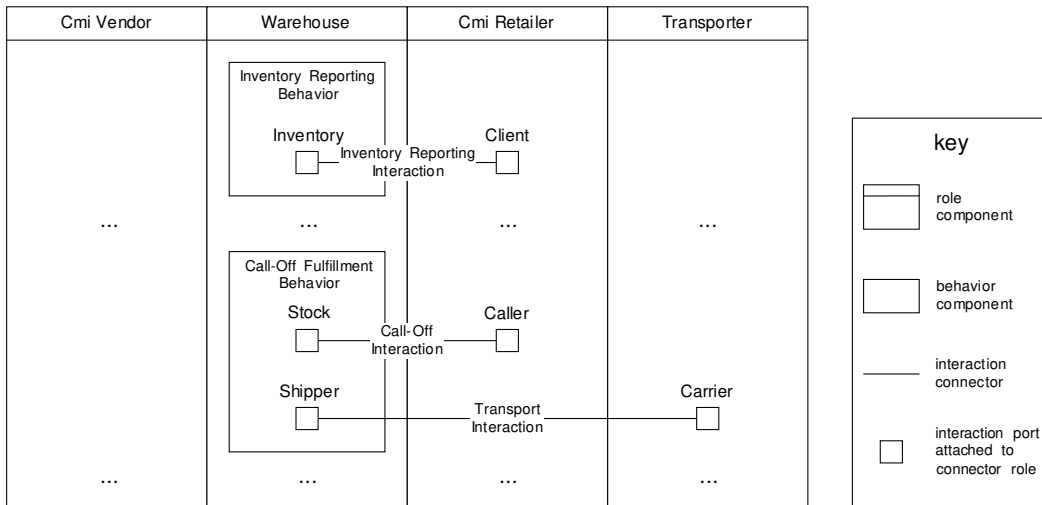 Cmi Vendor
Warehouse
Cmi Retailer
Transporter
Inventory Reporting
Behavior
Inventory
Client
Inventory Reporting
Interaction
...
...
...
...
Call-Off Fulfillment
Behavior
Stock
Caller
Call-Off
Interaction
Shipper
Carrier
Transport
Interaction
...
...
...
...
key
role
component
behavior
component
interaction
connector
interaction port
attached to
connector role